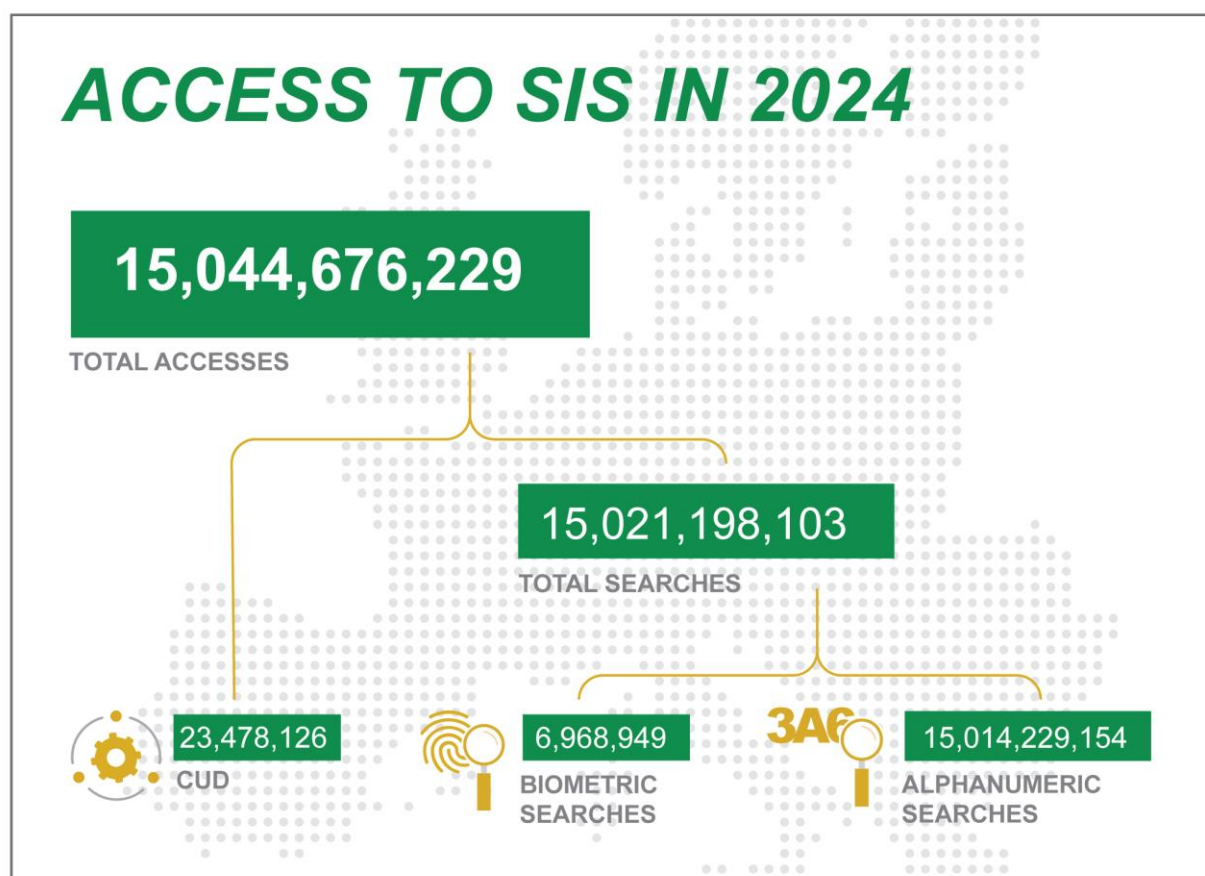 ACCESS TO SIS IN 2024
15,044,676,229
TOTAL ACCESSES
15,021,198,103
TOTAL SEARCHES
23,478,126
CUD
6,968,949
BIOMETRIC
SEARCHES
3A6
15,014,229,154
ALPHANUMERIC
SEARCHES